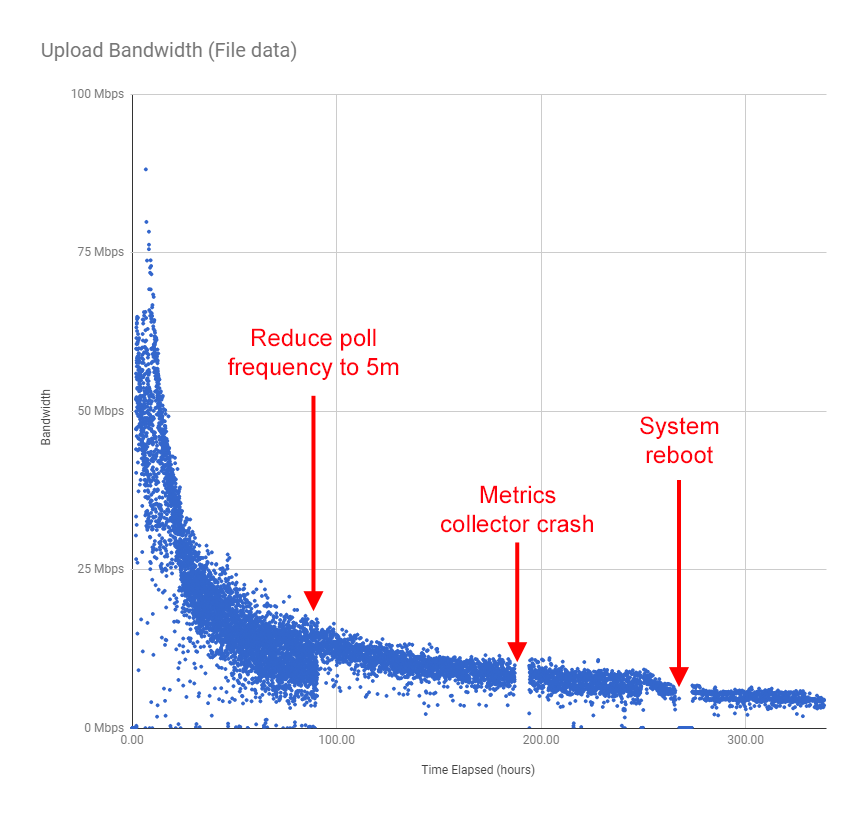 Upload Bandwidth (File data)
100 Mbps
75 Mbps
50 Mbps
25 Mbps
0 Mbps
Bandwidth
Reduce poll
frequency to 5m
Metrics
collector crash
System
reboot
0.00
100.00
200.00
300.00
Time Elapsed (hours)